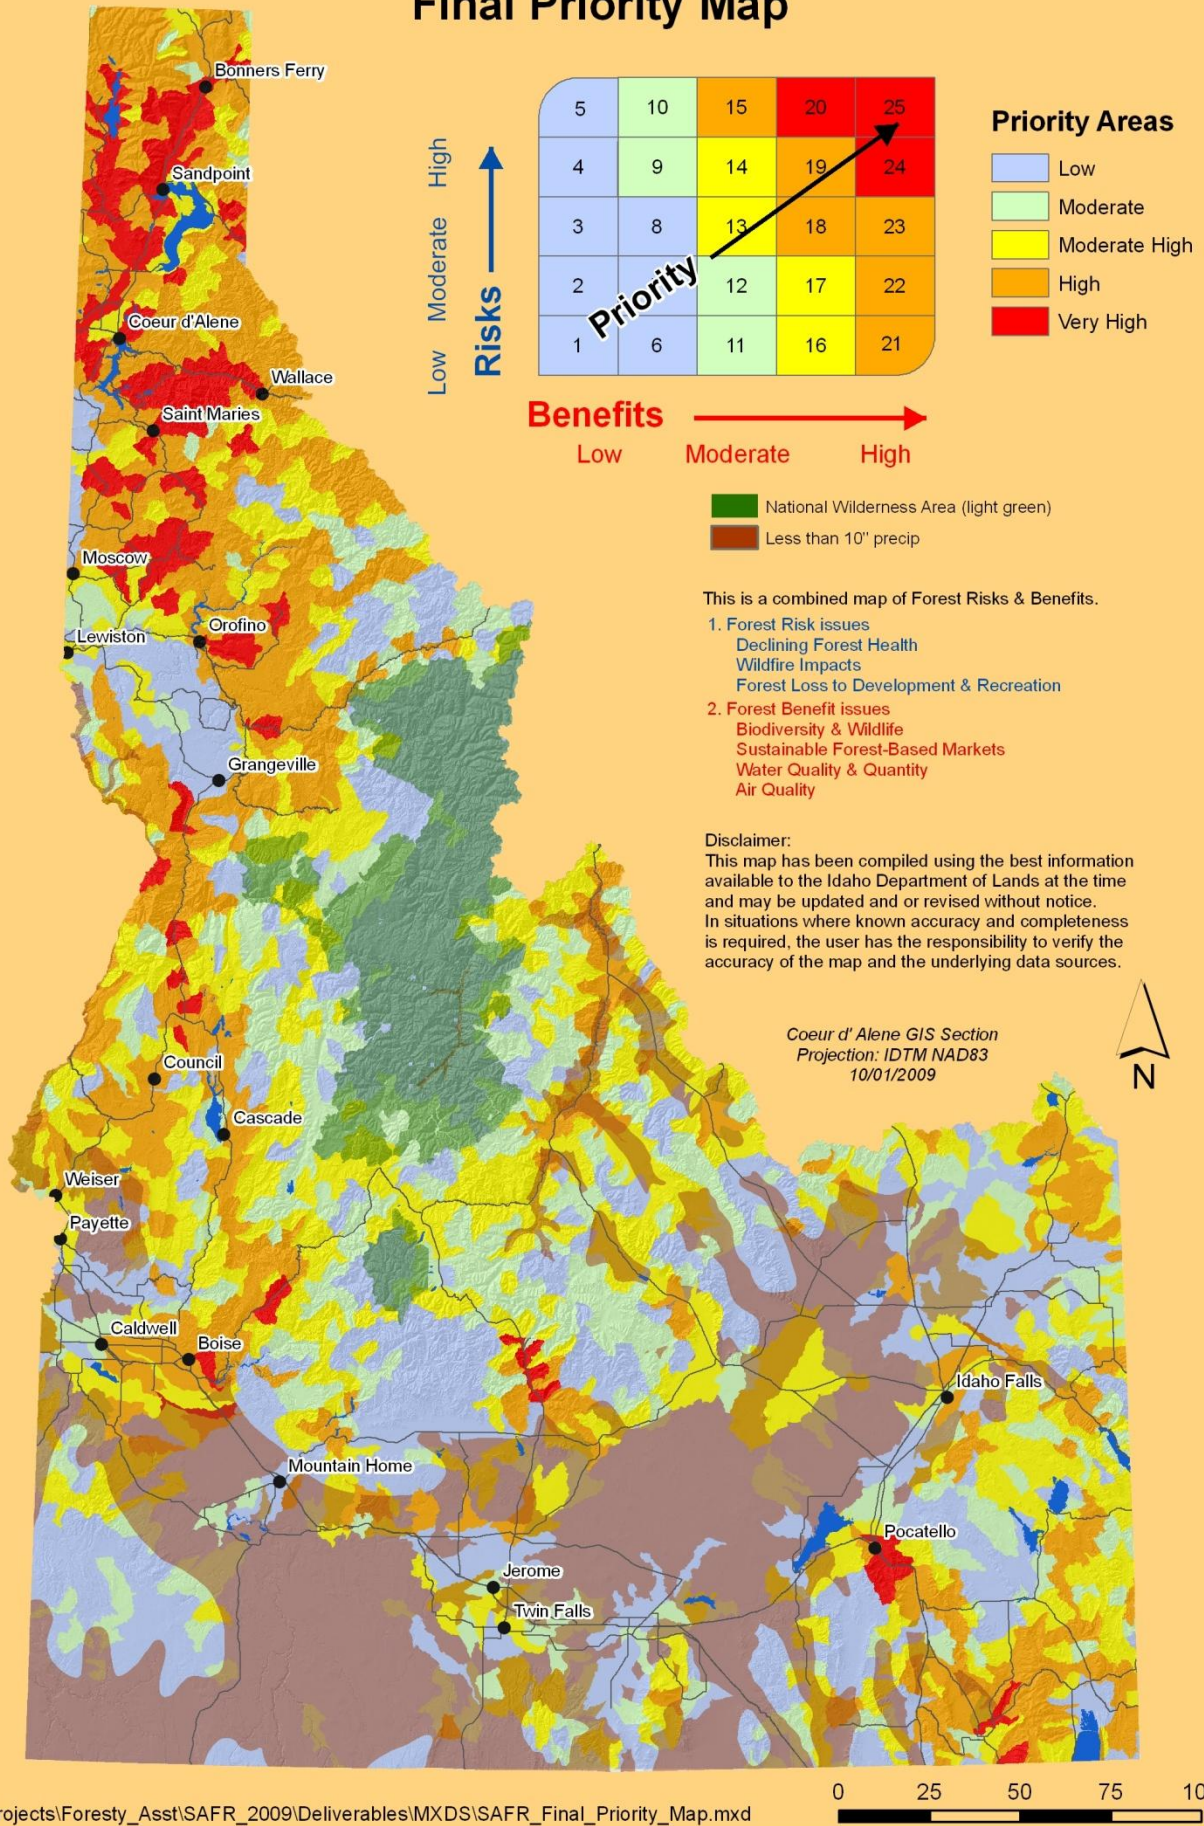 Final Priority Map
Bonners Ferry
Sandpoint
Coeur d'Alene
Wallace
Saint Maries
Moscow
Orofino
Lewiston
Grangeville
Council
Cascade
Weiser
Payette
Caldwell
Boise
Idaho Falls
Mountain Home
Pocatello
Jerome
Twin Falls
5 10 15 20 25
4 9 14 19 24
3 8 13 18 23
2 12 17 22
1 6 11 16 21
Priority
Risks
Low Moderate High
Benefits
Low Moderate High
Priority Areas
Low
Moderate
Moderate High
High
Very High
National Wilderness Area (light green)
Less than 10" precip
This is a combined map of Forest Risks & Benefits.
1. Forest Risk issues
Declining Forest Health
Wildfire Impacts
Forest Loss to Development & Recreation
2. Forest Benefit issues
Biodiversity & Wildlife
Sustainable Forest-Based Markets
Water Quality & Quantity
Air Quality
Disclaimer:
This map has been compiled using the best information
available to the Idaho Department of Lands at the time
and may be updated and or revised without notice.
In situations where known accuracy and completeness
is required, the user has the responsibility to verify the
accuracy of the map and the underlying data sources.
Coeur d' Alene GIS Section
Projection: IDTM NAD83
10/01/2009
N
0 25 50 75 10
rojects\Foresty_Asst\SAFR_2009\Deliverables\MXDS\SAFR_Final_Priority_Map.mxd